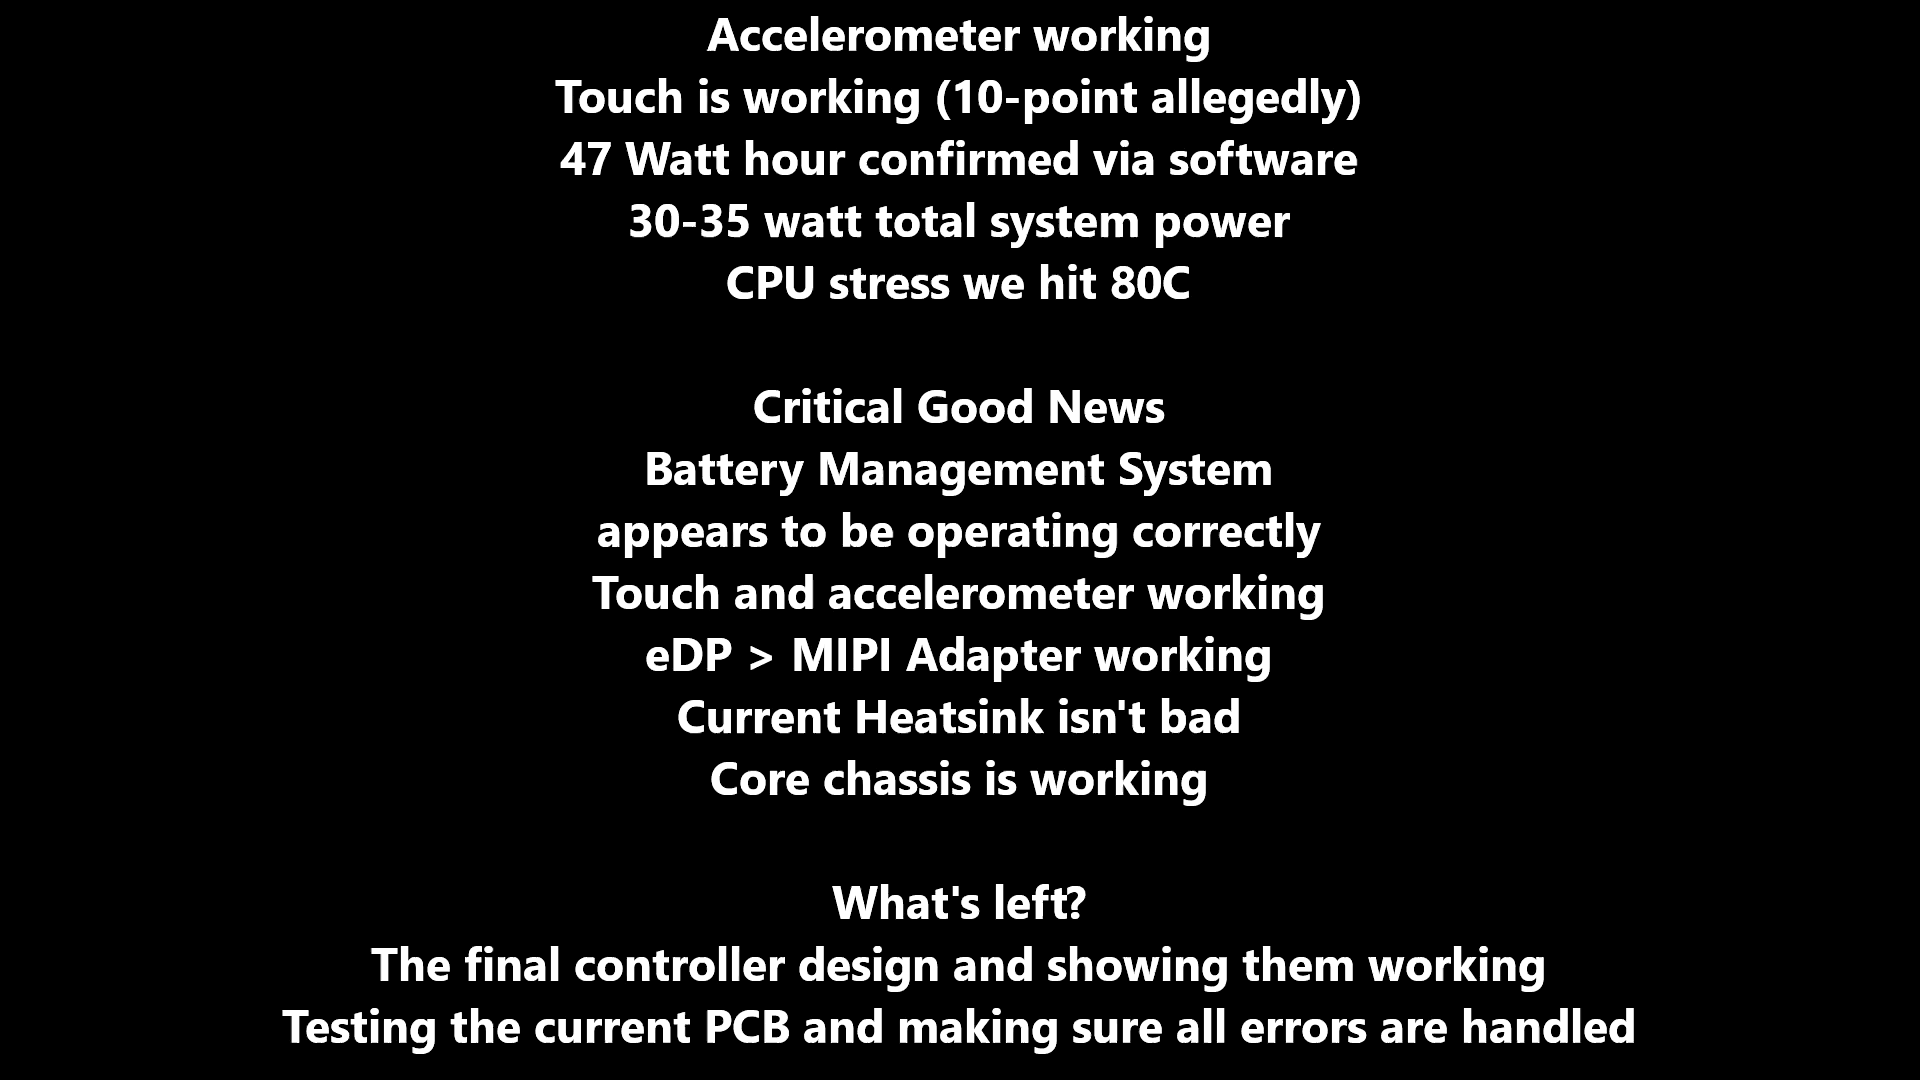 Accelerometer working
Touch is working (10-point allegedly)
47 Watt hour confirmed via software
30-35 watt total system power
CPU stress we hit 80C
Critical Good News
Battery Management System
appears to be operating correctly
Touch and accelerometer working
eDP > MIPI Adapter working
Current Heatsink isn't bad
Core chassis is working
What's left?
The final controller design and showing them working
Testing the current PCB and making sure all errors are handled